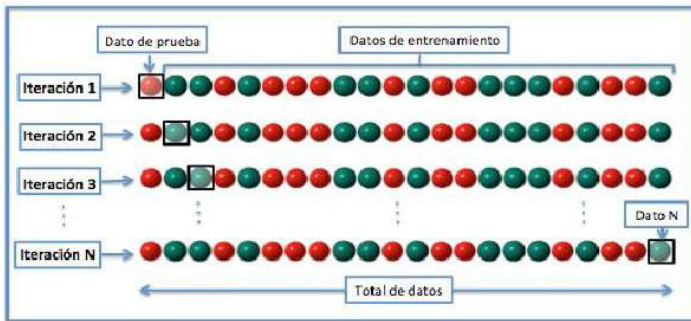 Dato de prueba
Datos de entrenamiento
Iteración 1
Iteración 2
Iteración 3
Dato N
Iteración N
Total de datos